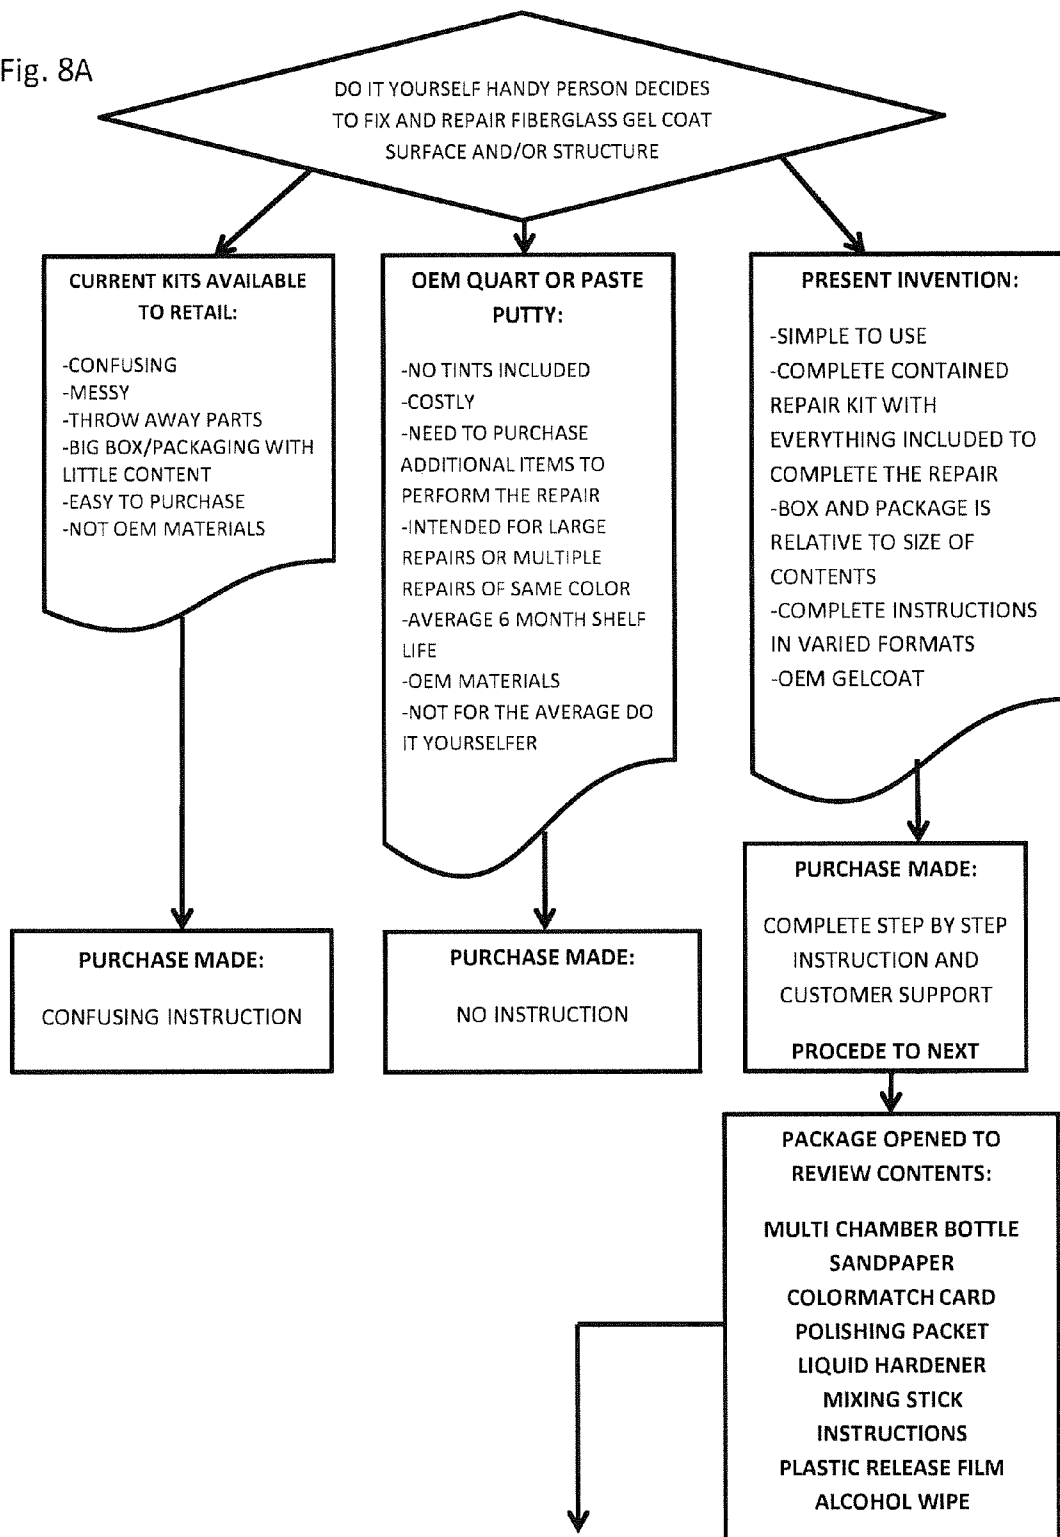 Fig. 8A
DO IT YOURSELF HANDY PERSON DECIDES
TO FIX AND REPAIR FIBERGLASS GEL COAT
SURFACE AND/OR STRUCTURE
CURRENT KITS AVAILABLE
TO RETAIL:
-CONFUSING
-MESSY
-THROW AWAY PARTS
-BIG BOX/PACKAGING WITH
LITTLE CONTENT
-EASY TO PURCHASE
-NOT OEM MATERIALS
OEM QUART OR PASTE
PUTTY:
-NO TINTS INCLUDED
-COSTLY
-NEED TO PURCHASE
ADDITIONAL ITEMS TO
PERFORM THE REPAIR
-INTENDED FOR LARGE
REPAIRS OR MULTIPLE
REPAIRS OF SAME COLOR
-AVERAGE 6 MONTH SHELF
LIFE
-OEM MATERIALS
-NOT FOR THE AVERAGE DO
IT YOURSELFER
PRESENT INVENTION:
-SIMPLE TO USE
-COMPLETE CONTAINED
REPAIR KIT WITH
EVERYTHING INCLUDED TO
COMPLETE THE REPAIR
-BOX AND PACKAGE IS
RELATIVE TO SIZE OF
CONTENTS
-COMPLETE INSTRUCTIONS
IN VARIED FORMATS
-OEM GELCOAT
PURCHASE MADE:
CONFUSING INSTRUCTION
PURCHASE MADE:
NO INSTRUCTION
PURCHASE MADE:
COMPLETE STEP BY STEP
INSTRUCTION AND
CUSTOMER SUPPORT
PROCEDE TO NEXT
PACKAGE OPENED TO
REVIEW CONTENTS:
MULTI CHAMBER BOTTLE
SANDPAPER
COLORMATCH CARD
POLISHING PACKET
LIQUID HARDENER
MIXING STICK
INSTRUCTIONS
PLASTIC RELEASE FILM
ALCOHOL WIPE